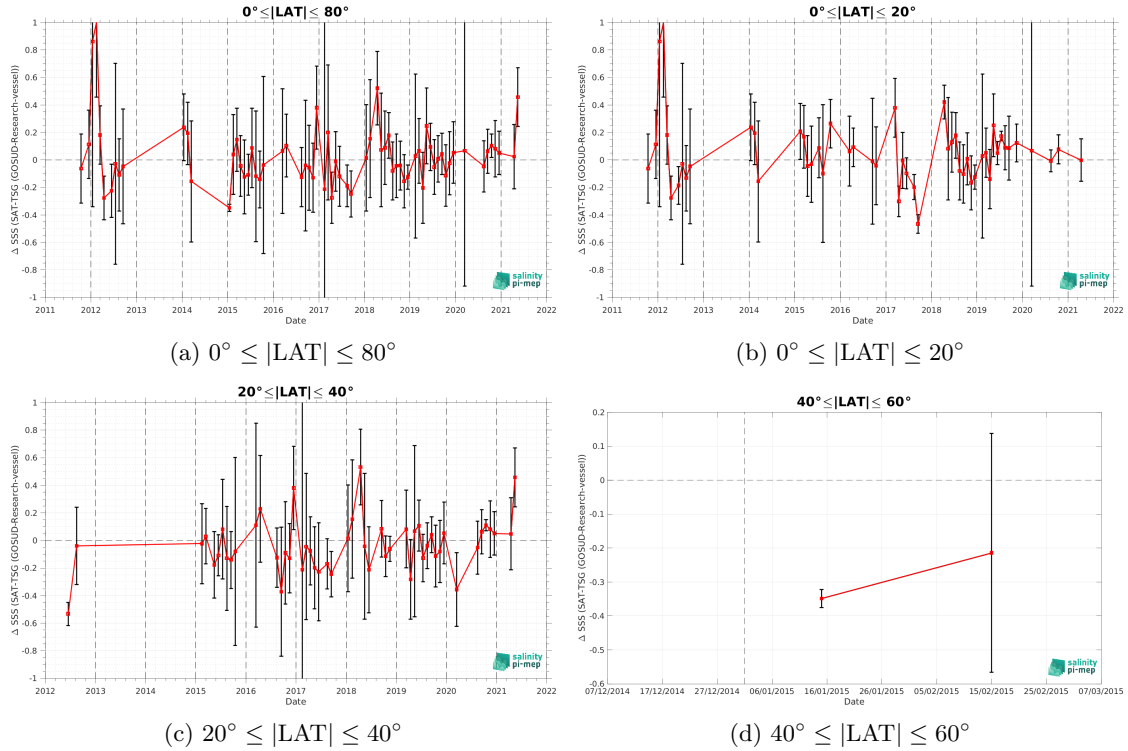 0°≤|LAT|≤ 80°
Δ SSS (SAT-TSG (GOSUD-Research-vessel))
1
0.8
0.6
0.4
0.2
0
-0.2
-0.4
-0.6
-0.8
-1
2011 2012 2013 2014 2015 2016 2017 2018 2019 2020 2021 2022
Date
salinity
pi-mep
(a) 0° ≤ |LAT| ≤ 80°
0°≤|LAT|≤ 20°
Δ SSS (SAT-TSG (GOSUD-Research-vessel))
1
0.8
0.6
0.4
0.2
0
-0.2
-0.4
-0.6
-0.8
-1
2011 2012 2013 2014 2015 2016 2017 2018 2019 2020 2021 2022
Date
salinity
pi-mep
(b) 0° ≤ |LAT| ≤ 20°
20°≤|LAT|≤ 40°
Δ SSS (SAT-TSG (GOSUD-Research-vessel))
1
0.8
0.6
0.4
0.2
0
-0.2
-0.4
-0.6
-0.8
-1
2012 2013 2014 2015 2016 2017 2018 2019 2020 2021 2022
Date
salinity
pi-mep
(c) 20° ≤ |LAT| ≤ 40°
40°≤|LAT|≤ 60°
Δ SSS (SAT-TSG (GOSUD-Research-vessel))
0.2
0.1
0
-0.1
-0.2
-0.3
-0.4
-0.5
-0.6
07/12/2014 17/12/2014 27/12/2014 06/01/2015 16/01/2015 26/01/2015 05/02/2015 15/02/2015 25/02/2015 07/03/2015
Date
salinity
pi-mep
(d) 40° ≤ |LAT| ≤ 60°